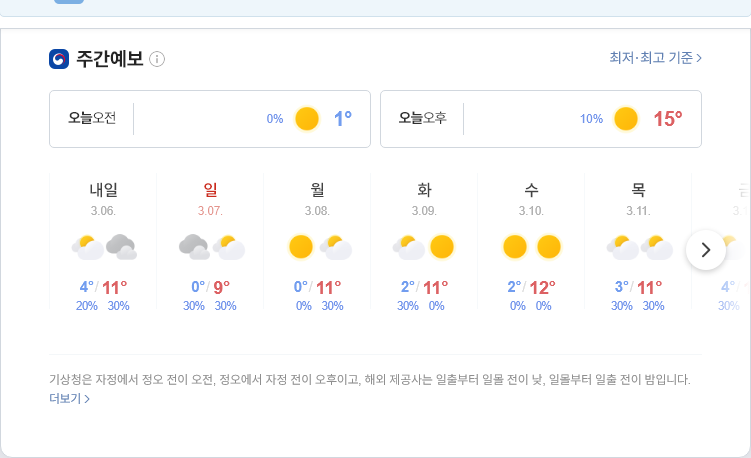 주간예보
최저·최고 기준
오늘오전 0% 1°
오늘오후 10% 15°
내일 일 월 화 수 목
3.06. 3.07. 3.08. 3.09. 3.10. 3.11. 3.
4°/11° 0°/9° 0°/11° 2°/11° 2°/12° 3°/11° 4°/
20% 30% 30% 30% 0% 30% 30% 0% 0% 0% 30% 30% 30%
기상청은 자정에서 정오 전이 오전, 정오에서 자정 전이 오후이고, 해외 제공사는 일출부터 일몰 전이 낮, 일몰부터 일출 전이 밤입니다.
더보기